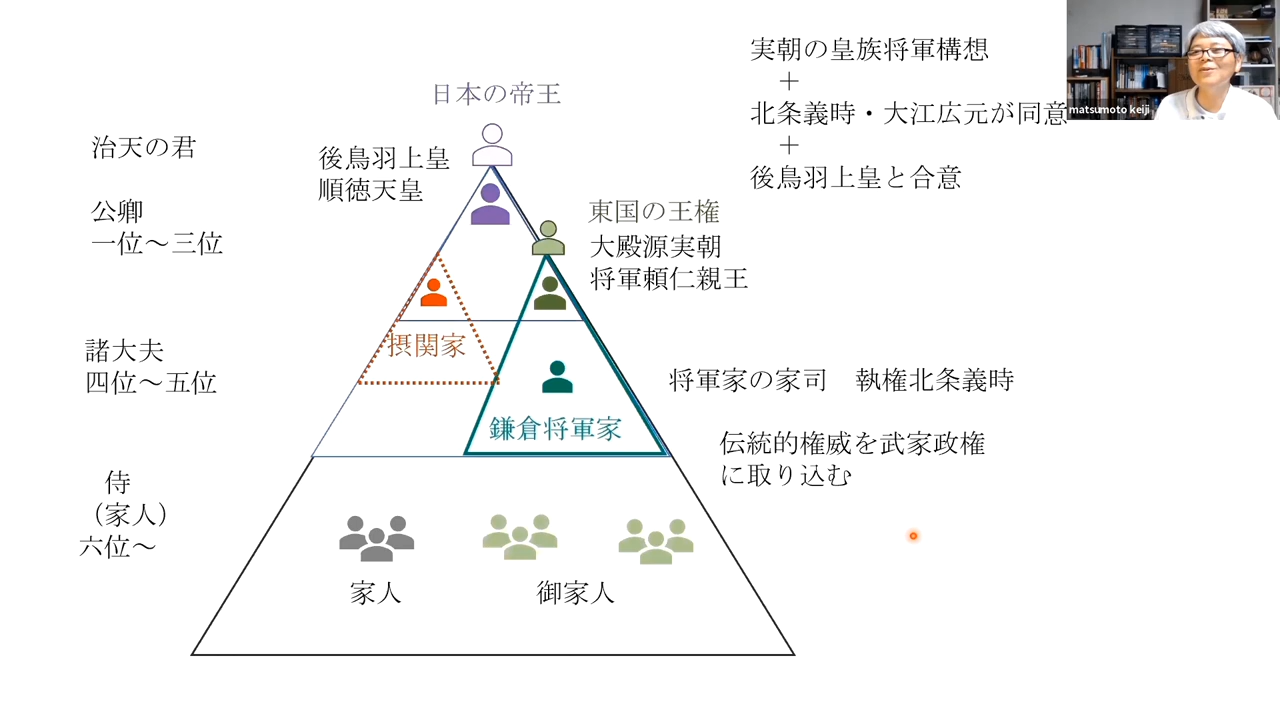 日本の帝王
治天の君
後鳥羽上皇
順徳天皇
公卿
一位～三位
東国の王権
大殿源実朝
将軍頼仁親王
実朝の皇族将軍構想
＋
北条義時・大江広元が同意
＋
後鳥羽上皇と合意
matsumoto keiji
諸大夫
四位～五位
摂関家
将軍家の家司　執権北条義時
鎌倉将軍家
伝統的権威を武家政権
に取り込む
侍
（家人）
六位～
家人
御家人